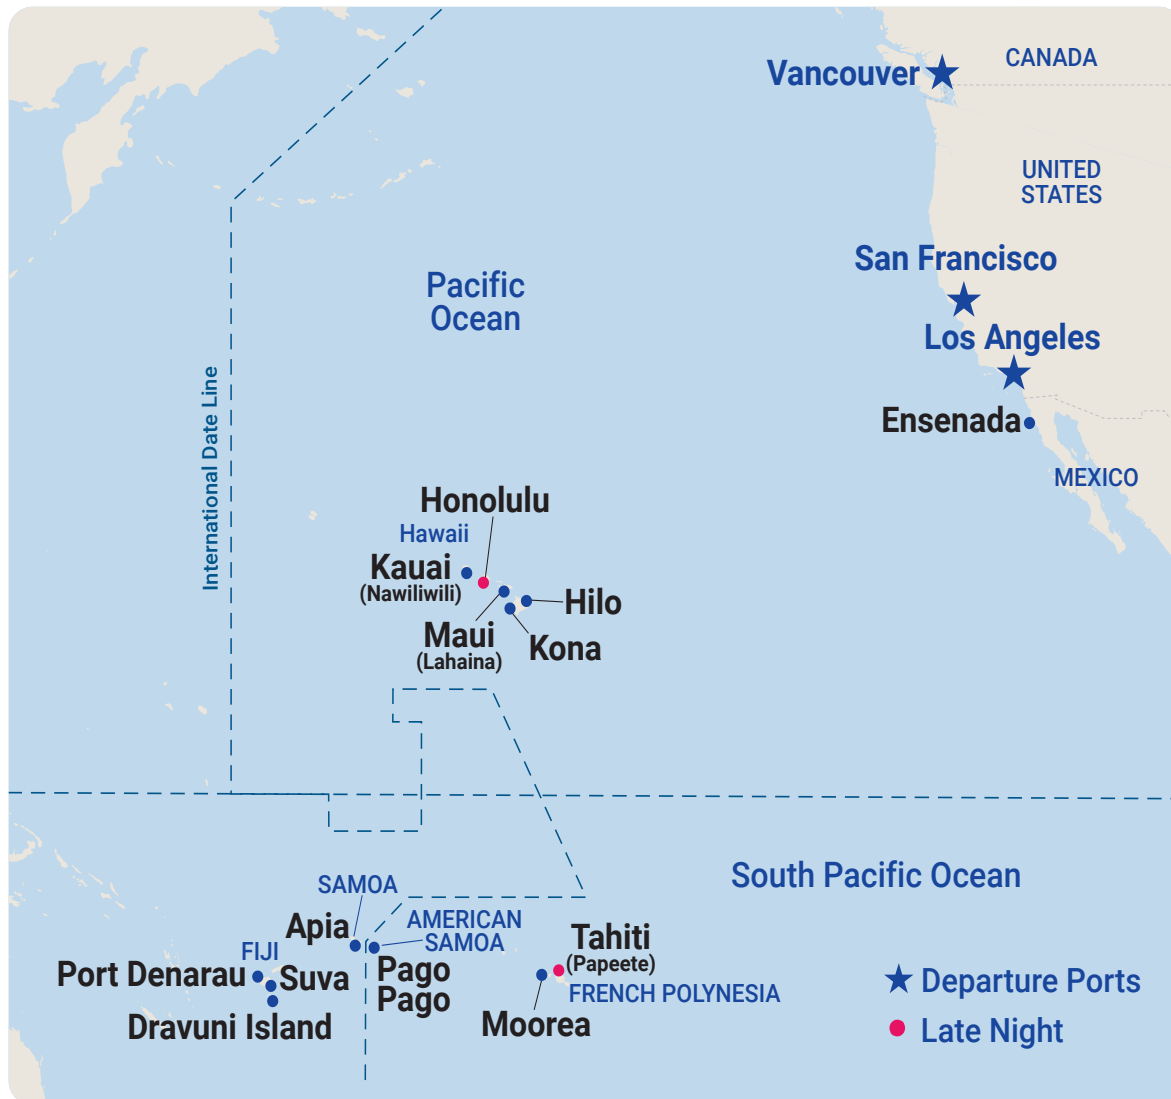 Vancouver
CANADA
UNITED
STATES
San Francisco
Pacific
Ocean
Los Angeles
International Date Line
Ensenada
MEXICO
Honolulu
Hawaii
Kauai
(Nawiliwili)
Hilo
Maui
(Lahaina)
Kona
South Pacific Ocean
SAMOA
Apia
AMERICAN
SAMOA
Tahiti
(Papeete)
FIJI
Port Denarau
Suva
Pago
Pago
FRENCH POLYNESIA
Dravuni Island
Moorea
Departure Ports
Late Night